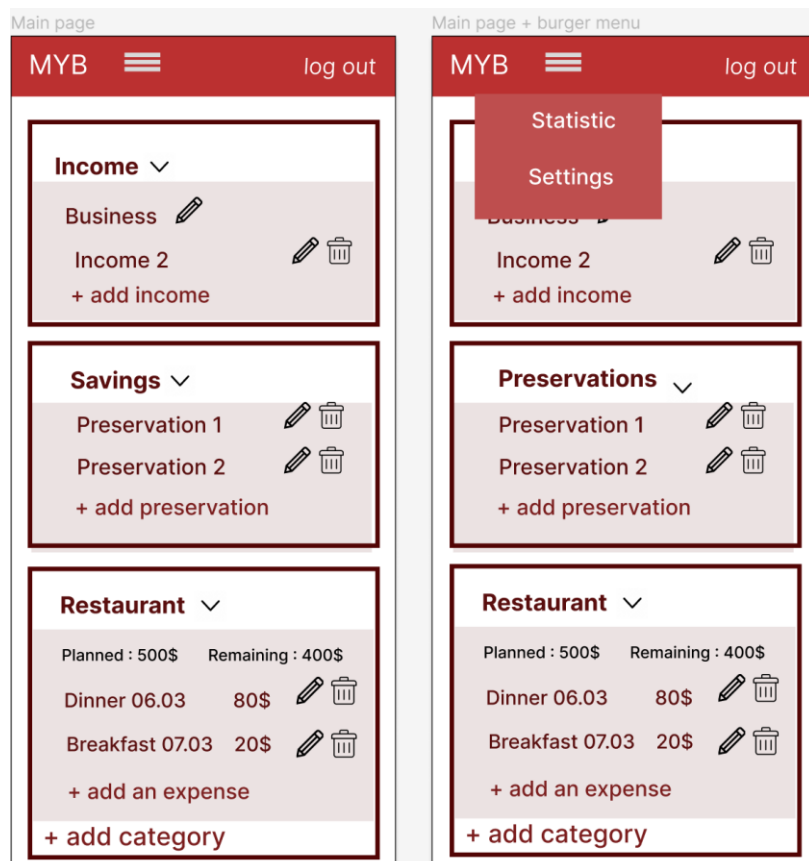 Main page
MYB
log out
Income
Business
Income 2
+ add income
Savings
Preservation 1
Preservation 2
+ add preservation
Restaurant
Planned : 500$ Remaining : 400$
Dinner 06.03 80$
Breakfast 07.03 20$
+ add an expense
+ add category
Main page + burger menu
MYB
log out
Statistic
Settings
Business
Income 2
+ add income
Preservations
Preservation 1
Preservation 2
+ add preservation
Restaurant
Planned : 500$ Remaining : 400$
Dinner 06.03 80$
Breakfast 07.03 20$
+ add an expense
+ add category